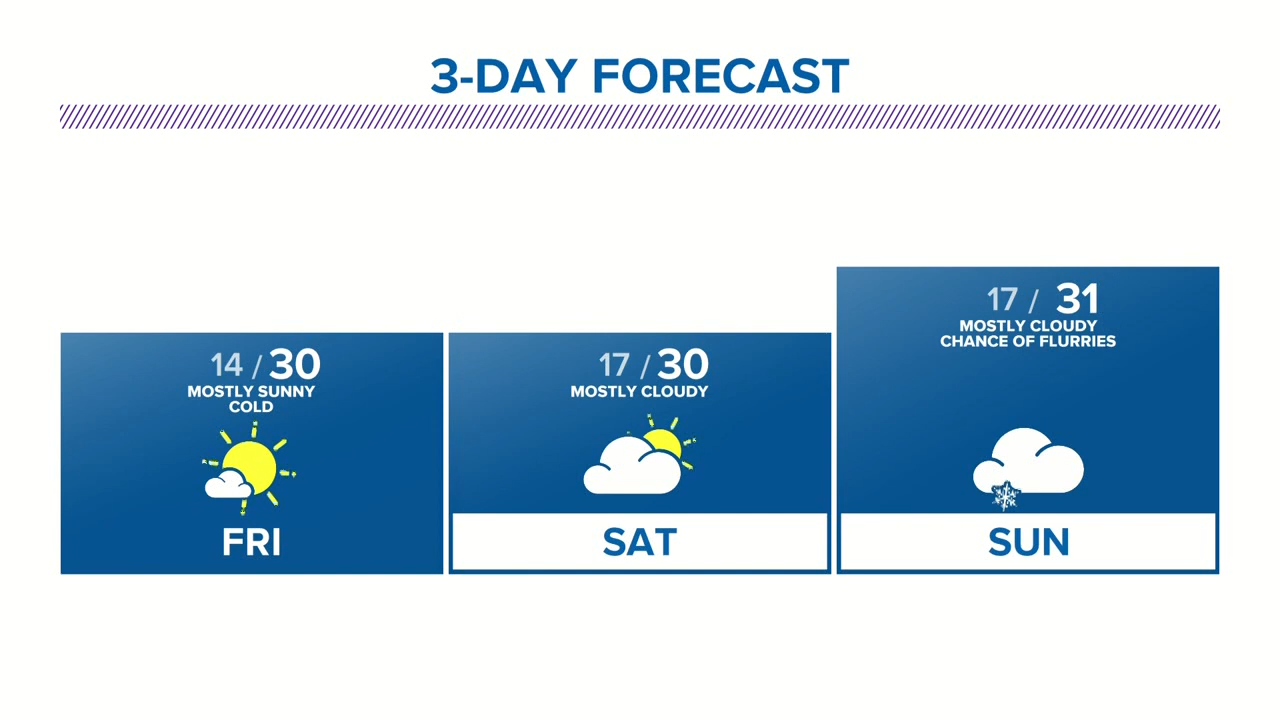 3-DAY FORECAST
14 / 30
MOSTLY SUNNY
COLD
FRI
17 / 30
MOSTLY CLOUDY
SAT
17 / 31
MOSTLY CLOUDY
CHANCE OF FLURRIES
SUN